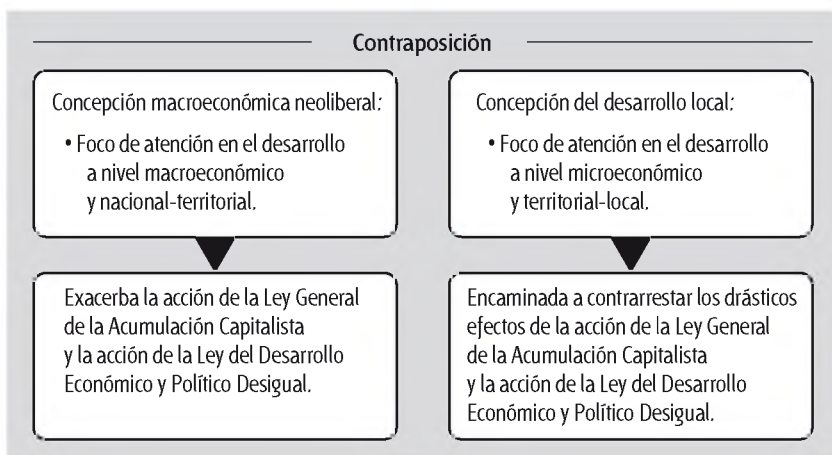 Contraposición
Concepción macroeconómica neoliberal:
• Foco de atención en el desarrollo
a nivel macroeconómico
y nacional-territorial.
Exacerba la acción de la Ley General
de la Acumulación Capitalista
y la acción de la Ley del Desarrollo
Económico y Político Desigual.
Concepción del desarrollo local:
• Foco de atención en el desarrollo
a nivel microeconómico
y territorial-local.
Encaminada a contrarrestar los drásticos
efectos de la acción de la Ley General
de la Acumulación Capitalista
y la acción de la Ley del Desarrollo
Económico y Político Desigual.